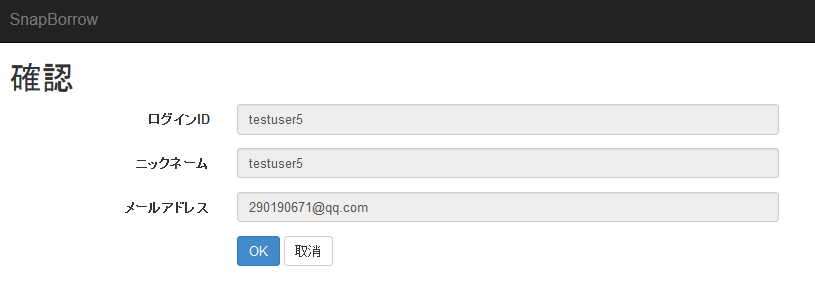 SnapBorrow
確認
ログインID testuser5
ニックネーム testuser5
メールアドレス 290190671@qq.com
OK 取消